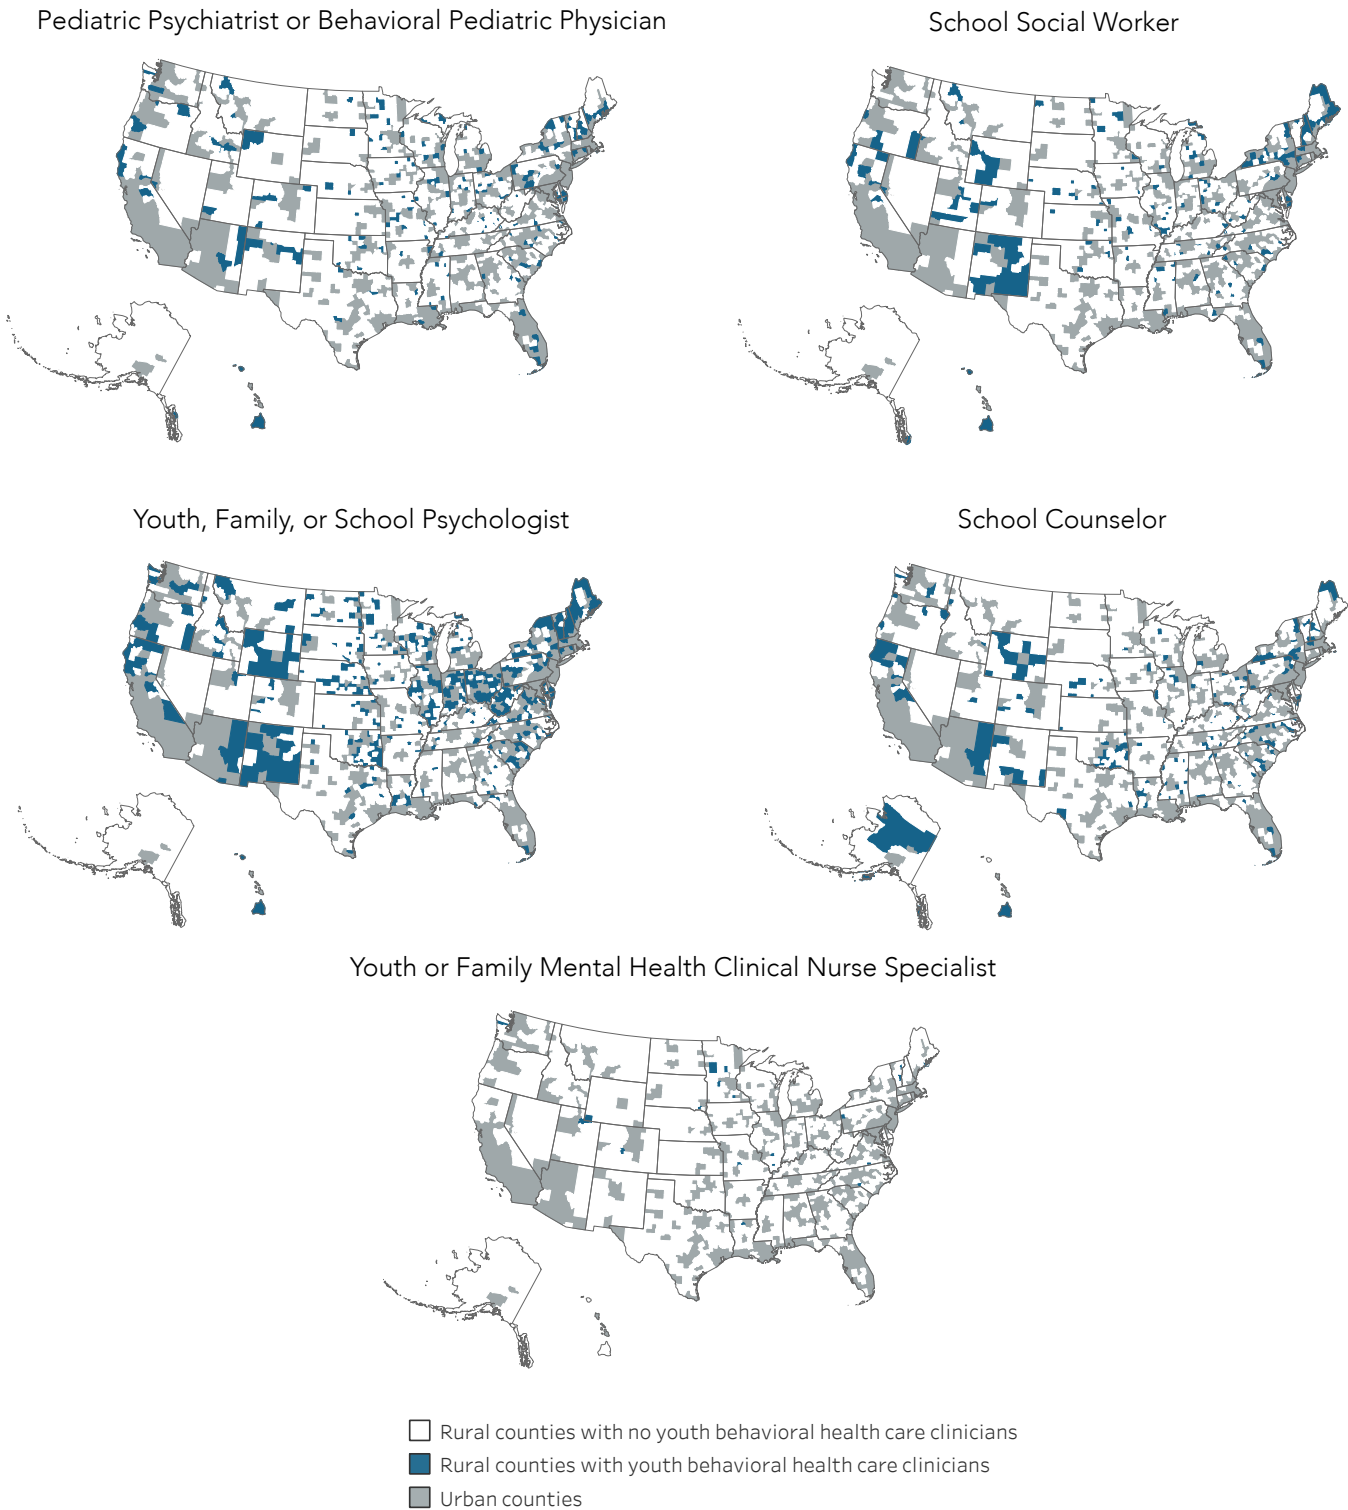 Pediatric Psychiatrist or Behavioral Pediatric Physician
School Social Worker
Youth, Family, or School Psychologist
School Counselor
Youth or Family Mental Health Clinical Nurse Specialist
Rural counties with no youth behavioral health care clinicians
Rural counties with youth behavioral health care clinicians
Urban counties